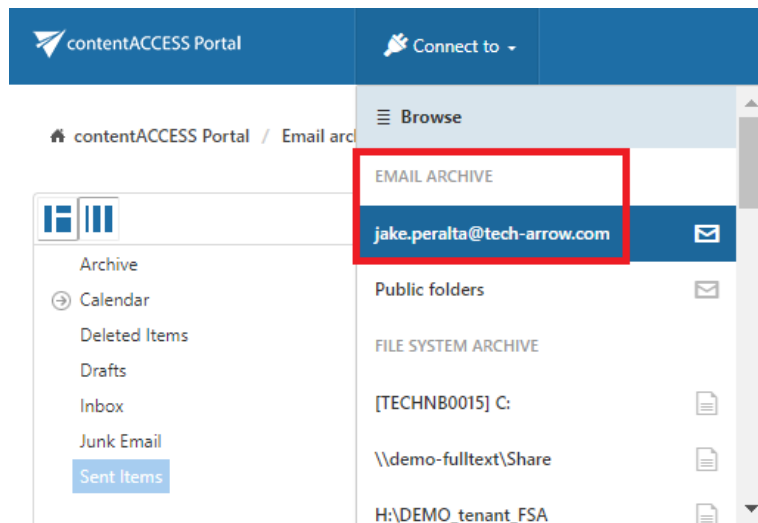 contentACCESS Portal
Connect to
Browse
contentACCESS Portal / Email arc
EMAIL ARCHIVE
jake.peralta@tech-arrow.com
Public folders
FILE SYSTEM ARCHIVE
[TECHNB0015] C:
\\demo-fulltext\Share
H:\DEMO_tenant_FSA
Archive
Calendar
Deleted Items
Drafts
Inbox
Junk Email
Sent Items